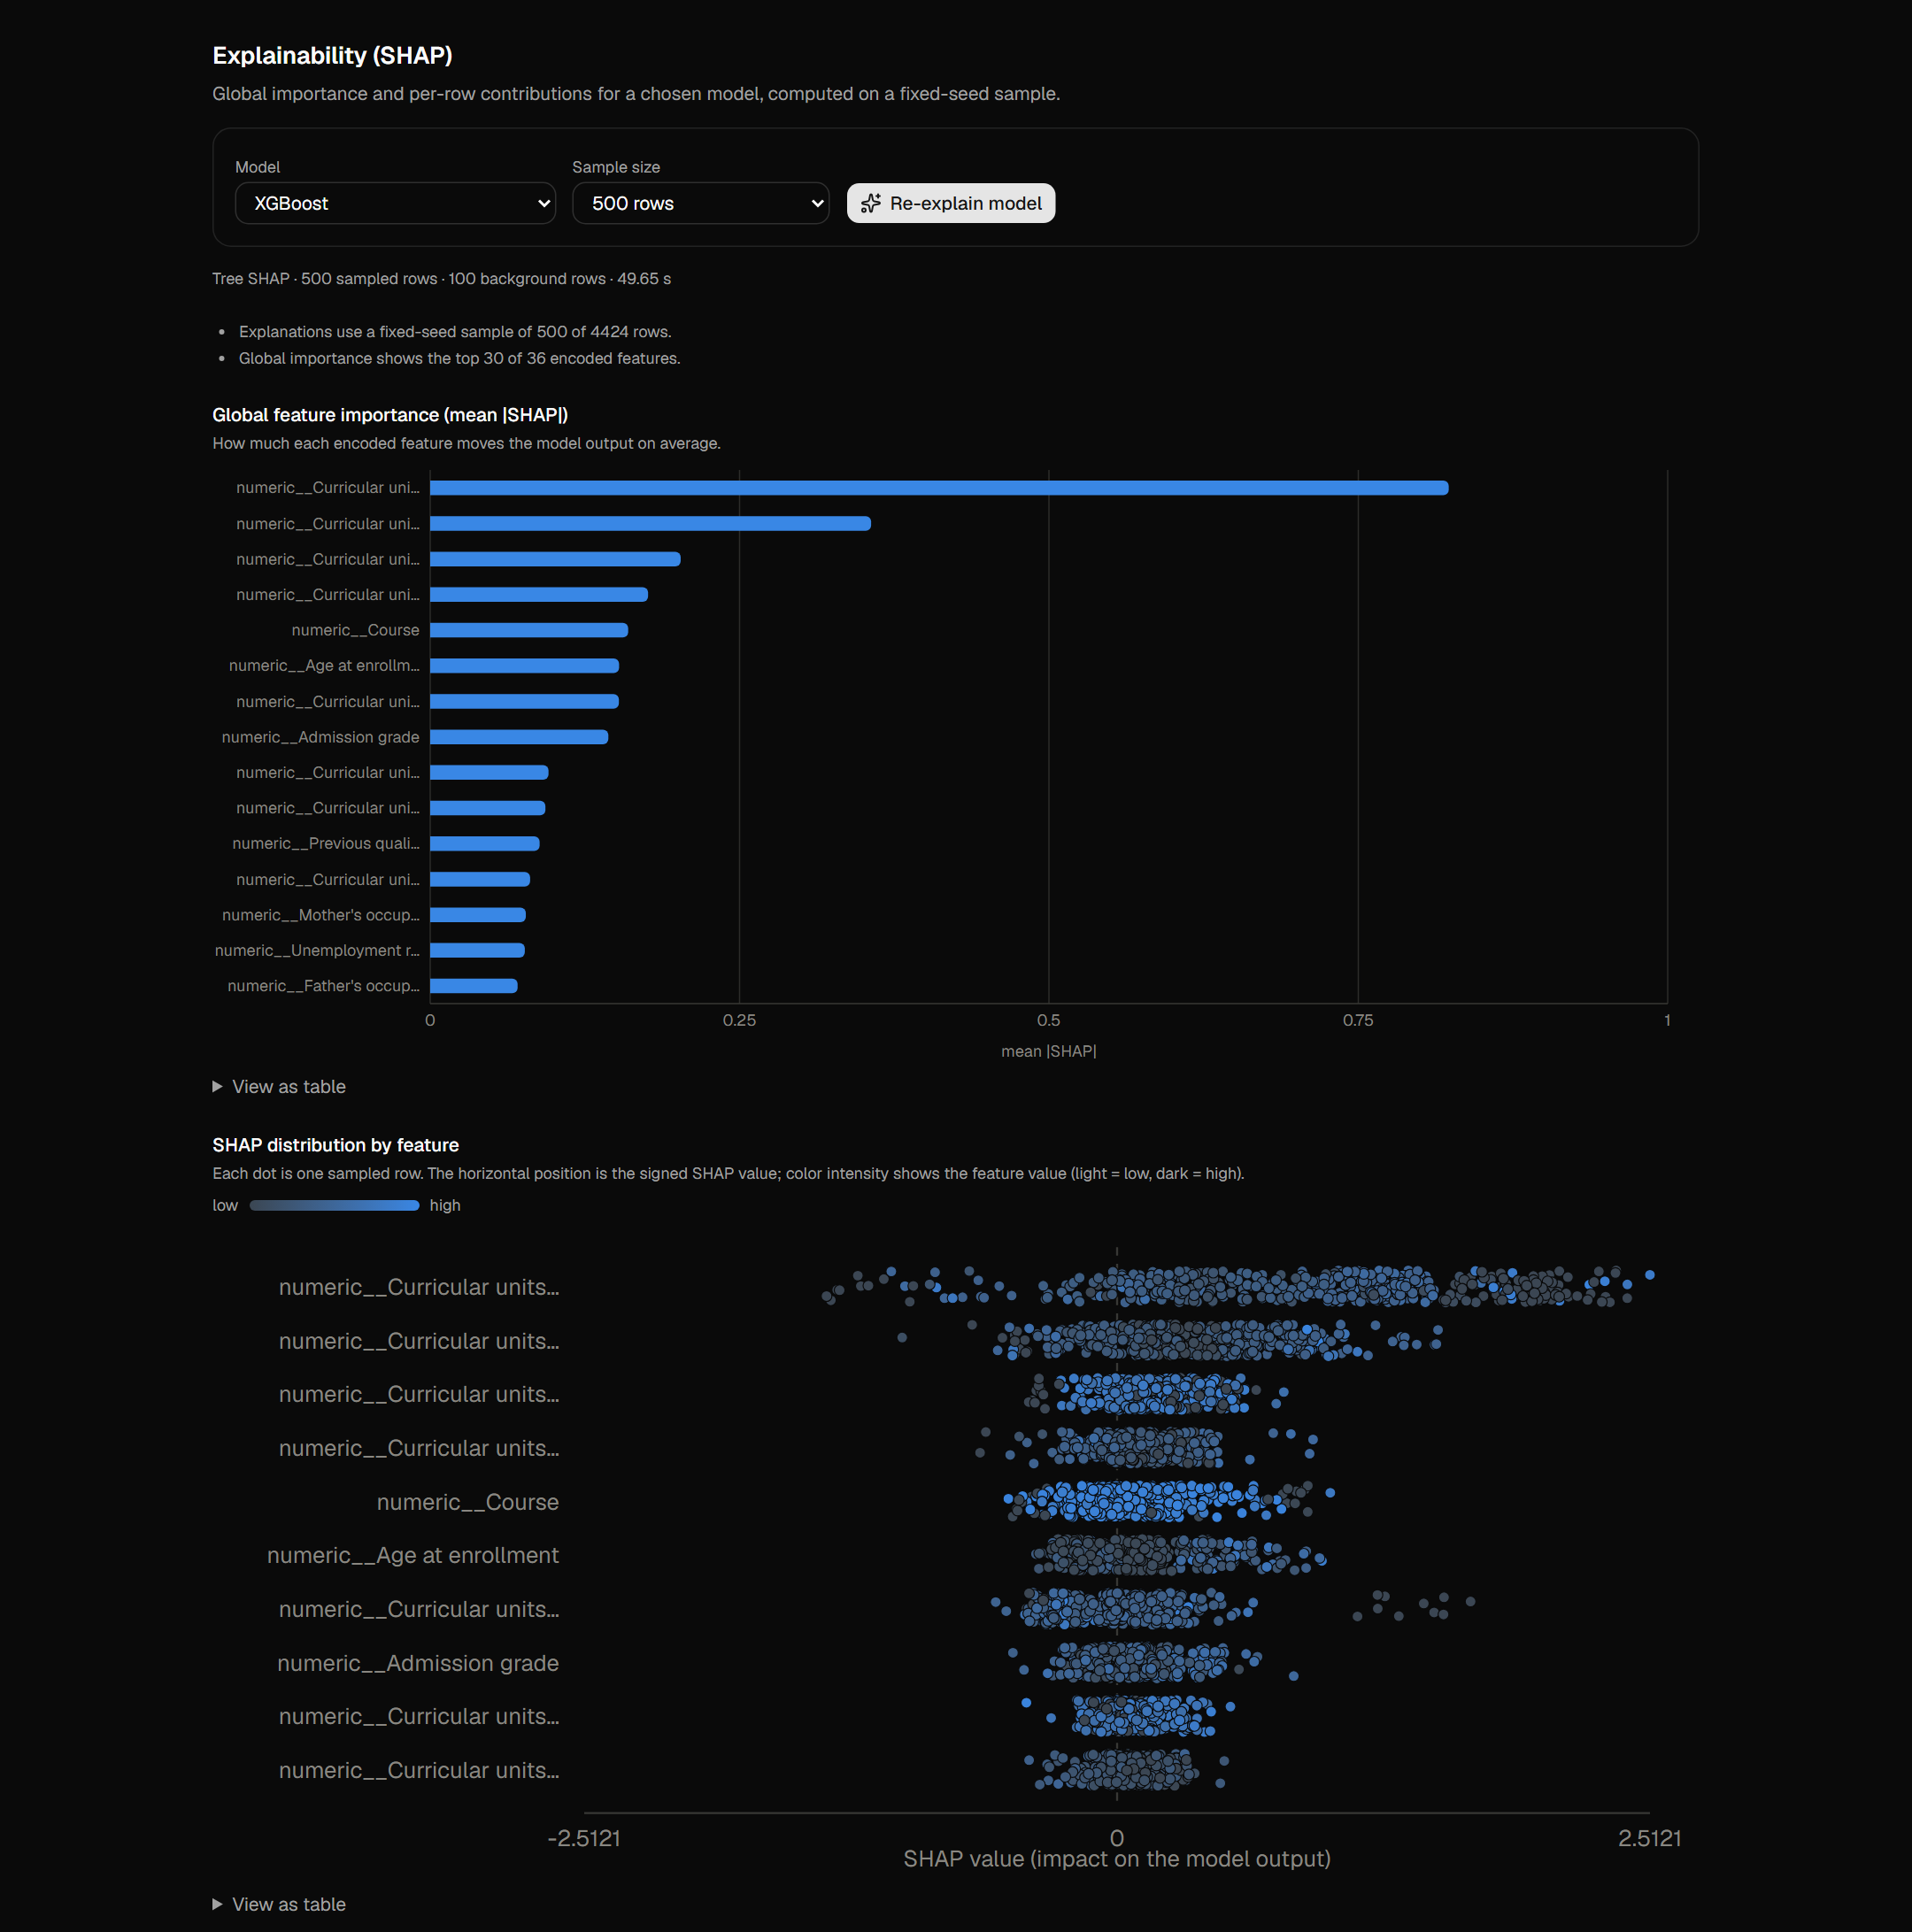 Explainability (SHAP)
Global importance and per-row contributions for a chosen model, computed on a fixed-seed sample.
Model
Sample size
XGBoost
500 rows
Re-explain model
Tree SHAP · 500 sampled rows · 100 background rows · 49.65 s
• Explanations use a fixed-seed sample of 500 of 4424 rows.
• Global importance shows the top 30 of 36 encoded features.
Global feature importance (mean |SHAP|)
How much each encoded feature moves the model output on average.
numeric__Curricular uni...
numeric__Curricular uni...
numeric__Curricular uni...
numeric__Curricular uni...
numeric__Course
numeric__Age at enrollm...
numeric__Curricular uni...
numeric__Admission grade
numeric__Curricular uni...
numeric__Curricular uni...
numeric__Previous quali...
numeric__Curricular uni...
numeric__Mother's occup...
numeric__Unemployment r...
numeric__Father's occup...
0 0.25 0.5 0.75 1
mean |SHAP|
View as table
SHAP distribution by feature
Each dot is one sampled row. The horizontal position is the signed SHAP value; color intensity shows the feature value (light = low, dark = high).
low high
numeric__Curricular units...
numeric__Curricular units...
numeric__Curricular units...
numeric__Curricular units...
numeric__Course
numeric__Age at enrollment
numeric__Curricular units...
numeric__Admission grade
numeric__Curricular units...
numeric__Curricular units...
-2.5121 0 2.5121
SHAP value (impact on the model output)
View as table